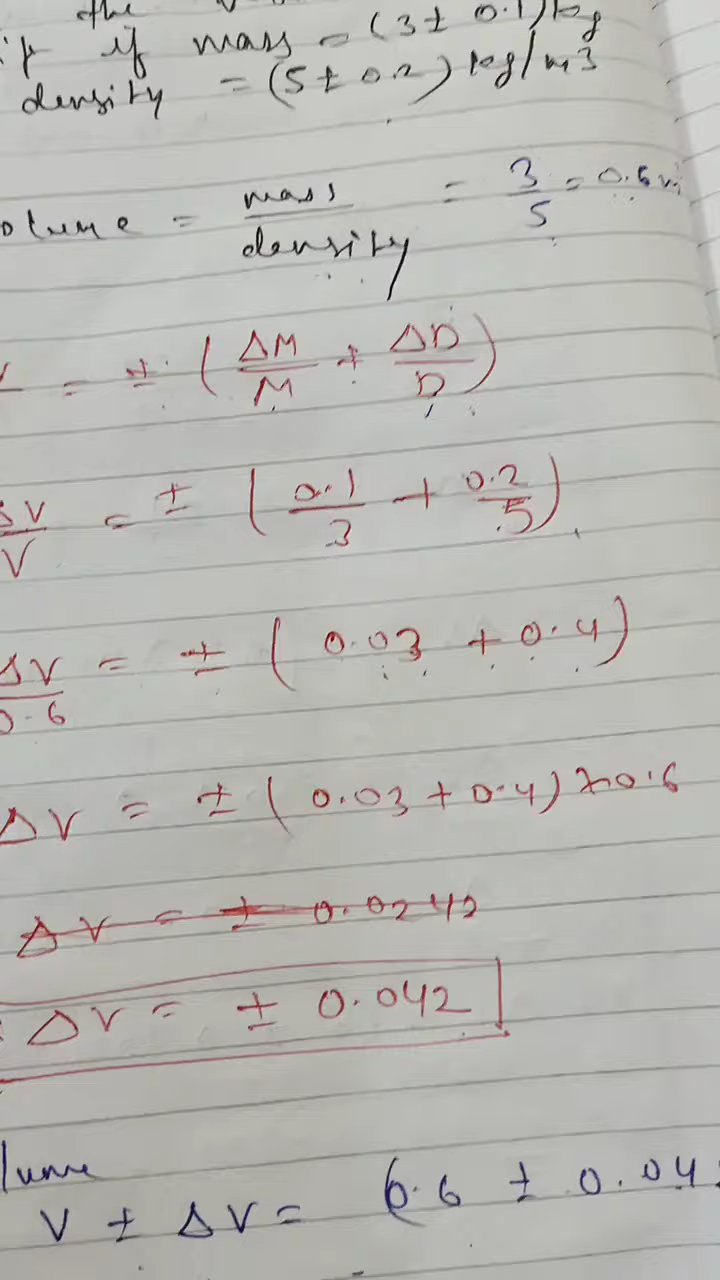 the
if mass = (3 ± 0.1) kg
density = (5 ± 0.2) kg/m3
olume = mass/density = 3/5 = 0.6
= ± (ΔM/M + ΔD/D)
ΔV/V = ± (0.1/3 + 0.2/5)
ΔV/0.6 = ± (0.03 + 0.4)
ΔV = ± (0.03 + 0.4) × 0.6
ΔV = ± 0.0242
ΔV = ± 0.042
lume
V ± ΔV = (0.6 ± 0.04